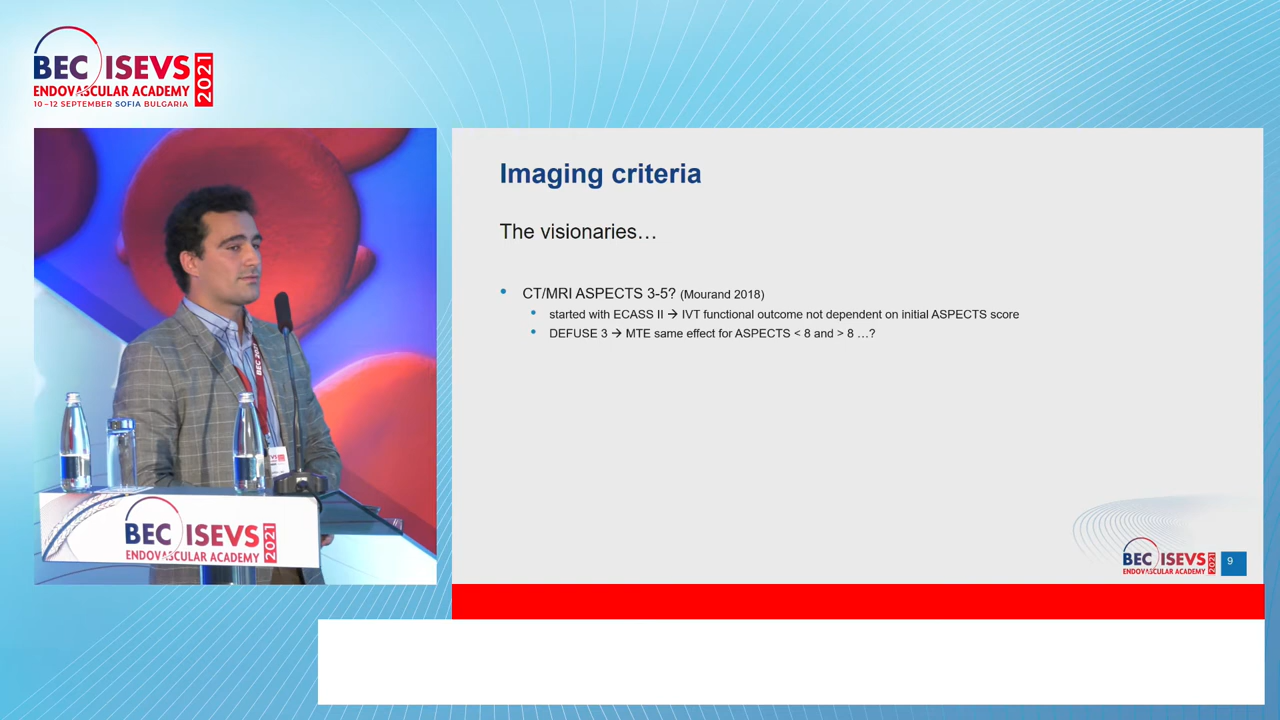 BEC ISEVS
ENDOVASCULAR ACADEMY
2021
10–12 SEPTEMBER SOFIA BULGARIA
Imaging criteria
The visionaries…
• CT/MRI ASPECTS 3-5? (Mourand 2018)
• started with ECASS II → IVT functional outcome not dependent on initial ASPECTS score
• DEFUSE 3 → MTE same effect for ASPECTS < 8 and > 8 …?
BEC 2021
BEC ISEVS
ENDOVASCULAR ACADEMY
2021
BEC ISEVS
ENDOVASCULAR ACADEMY
2021
9